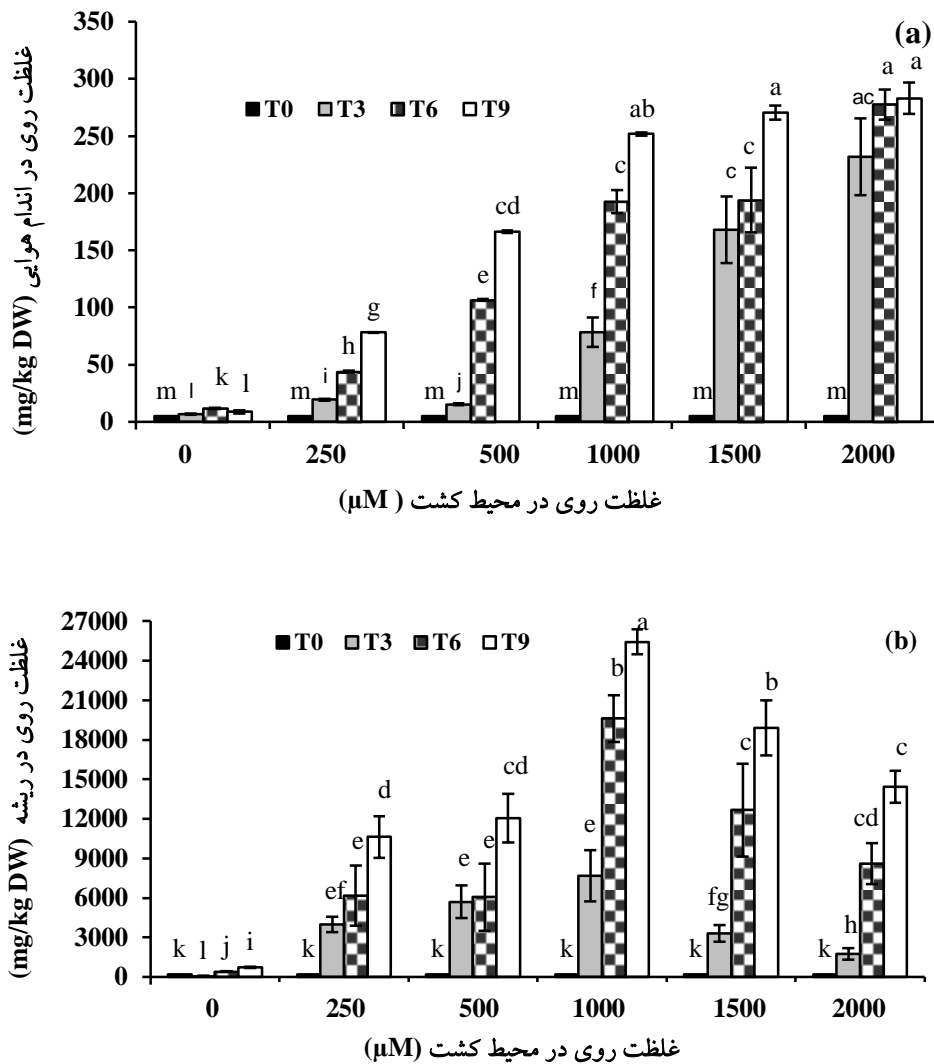 (a)
غلظت روی در اندام هوایی
(mg/kg DW)
350
300
250
200
150
100
50
0
T0 T3 T6 T9
m l k l
m i h g
m j e cd
m f c ab
m c c a
m ac a a
0 250 500 1000 1500 2000
غلظت روی در محیط کشت ( µM)
(b)
غلظت روی در ریشه
(mg/kg DW)
27000
24000
21000
18000
15000
12000
9000
6000
3000
0
T0 T3 T6 T9
k l j i
k ef e d
k e e cd
k e b a
k fg c b
k h cd c
0 250 500 1000 1500 2000
غلظت روی در محیط کشت (µM)